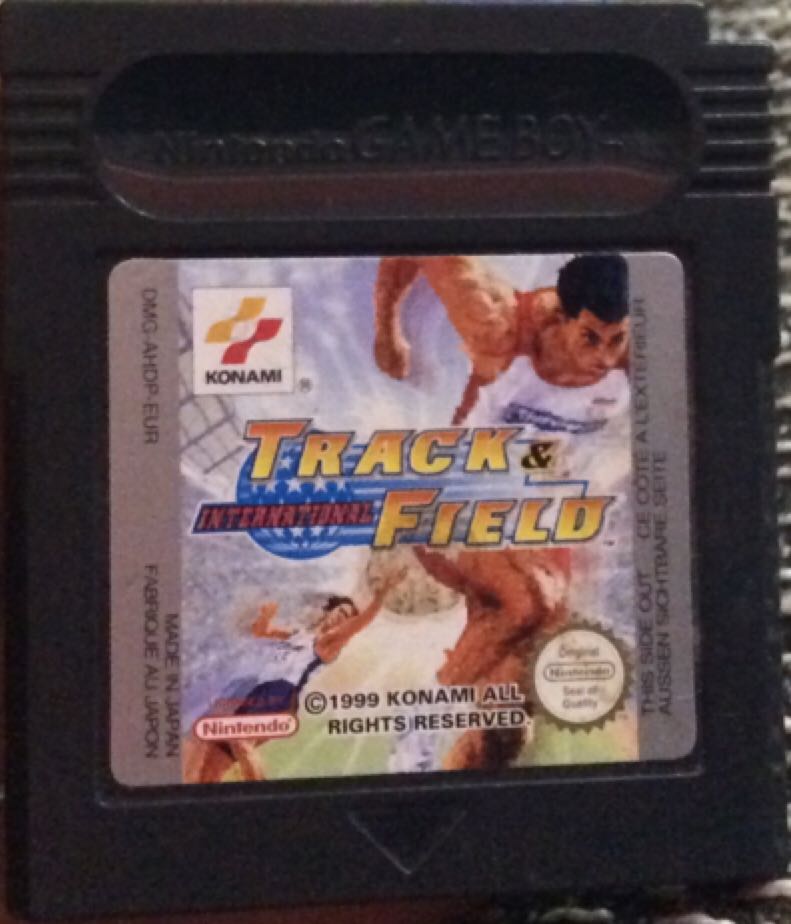 Nintendo GAME BOY
DMG-AHDP-EUR
MADE IN JAPAN
FABRIQUE AU JAPON
KONAMI
®
TRACK &
INTERNATIONAL FIELD
©1999 KONAMI ALL
RIGHTS RESERVED.
Nintendo
Original
Nintendo
Seal of
Quality
THIS SIDE OUT CE COTE A L'EXTERIEUR
AUSSEN SICHTBARE SEITE